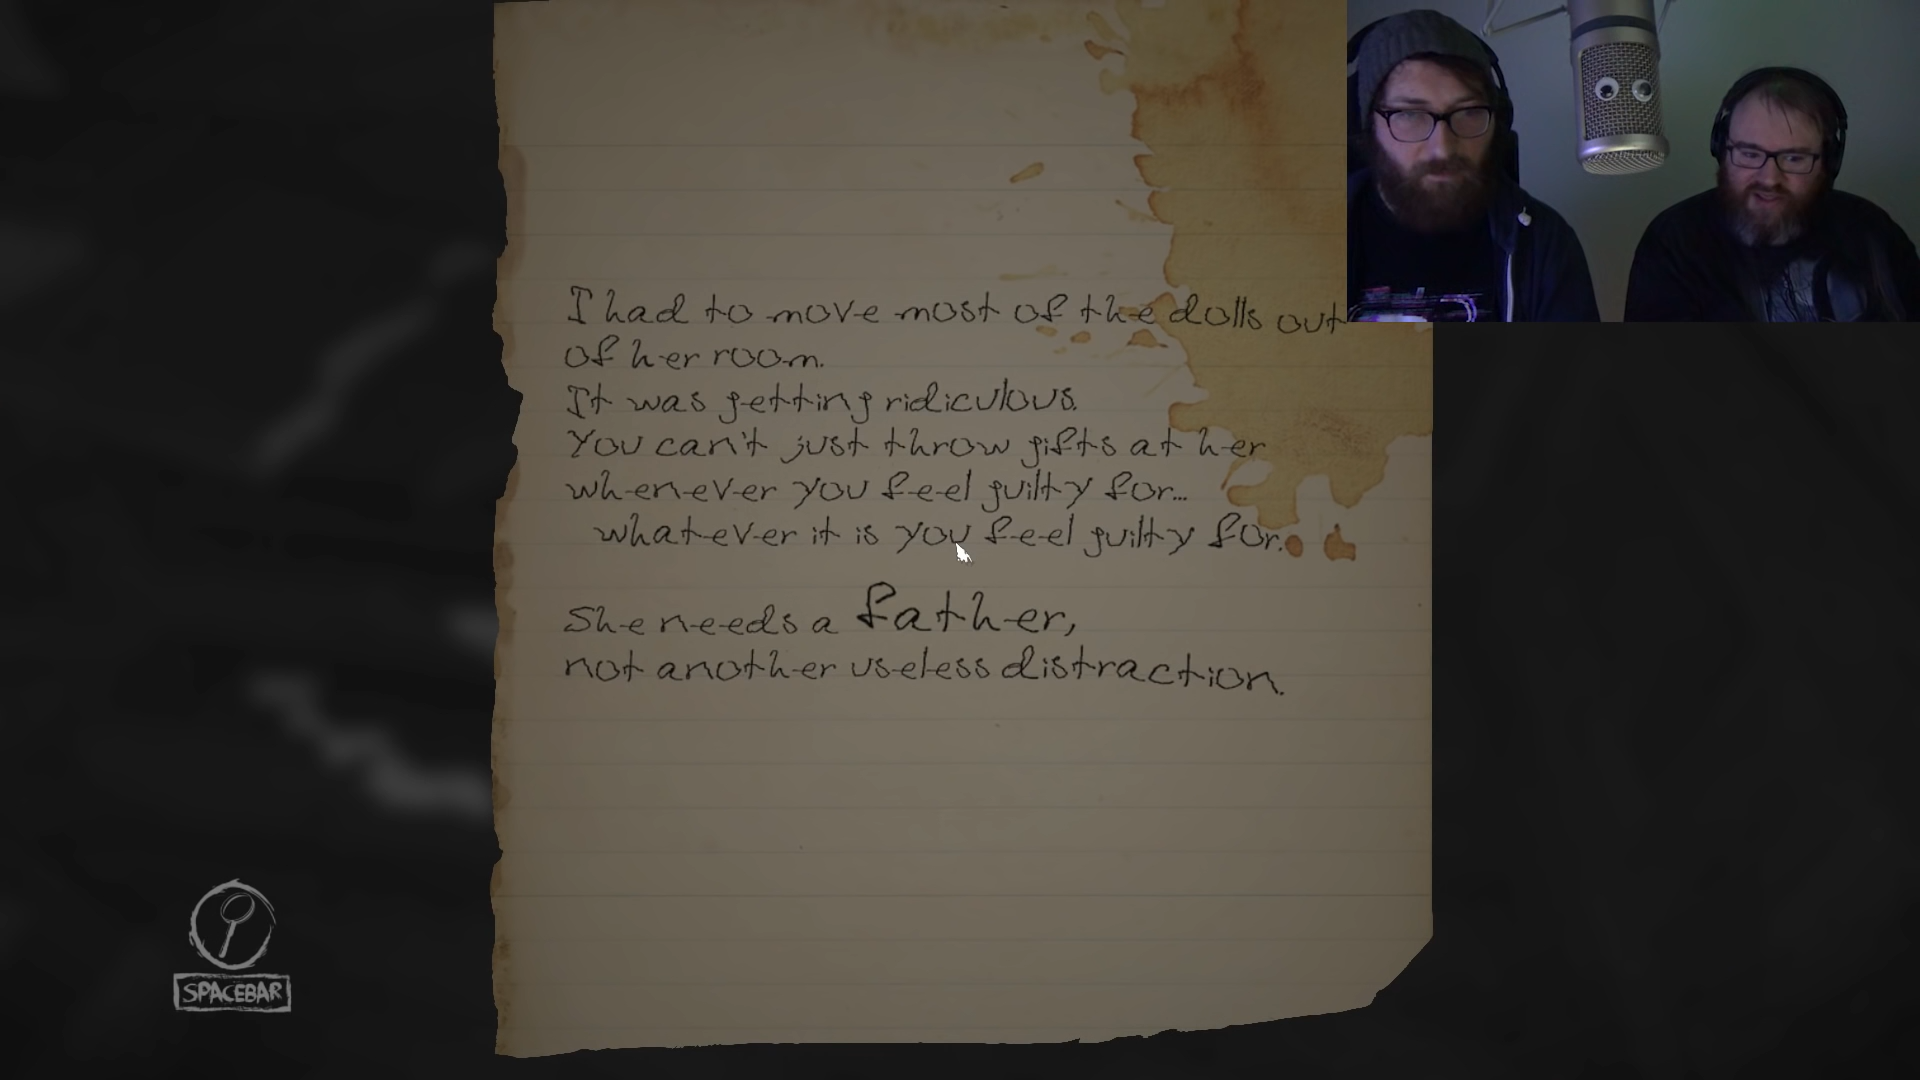 I had to move most of the dolls out
of her room.
It was getting ridiculous.
You can't just throw gifts at her
whenever you feel guilty for...
whatever it is you feel guilty for.
She needs a father,
not another useless distraction.
SPACEBAR